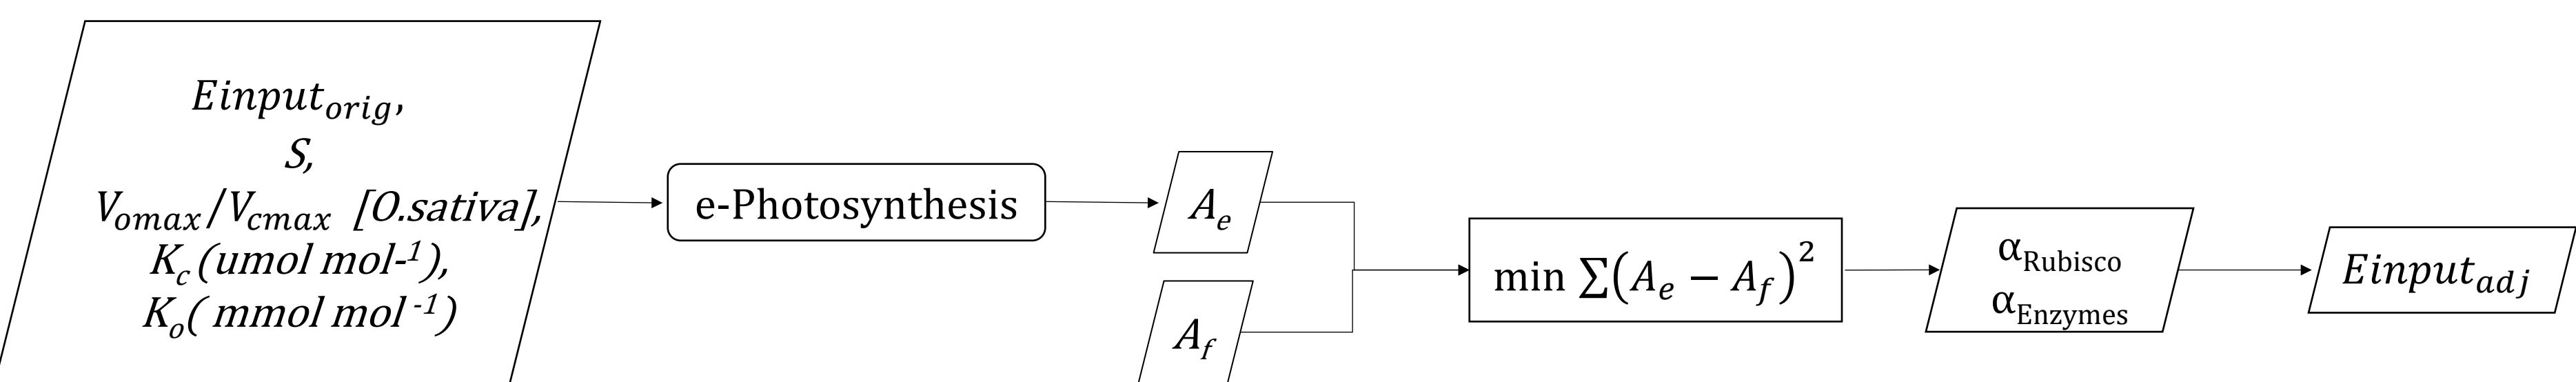 Einput_orig,
S,
V_omax/V_cmax [O.sativa],
K_c (umol mol-¹),
K_o ( mmol mol ⁻¹)
e-Photosynthesis
A_e
A_f
min ∑(A_e − A_f)²
α_Rubisco
α_Enzymes
Einput_adj